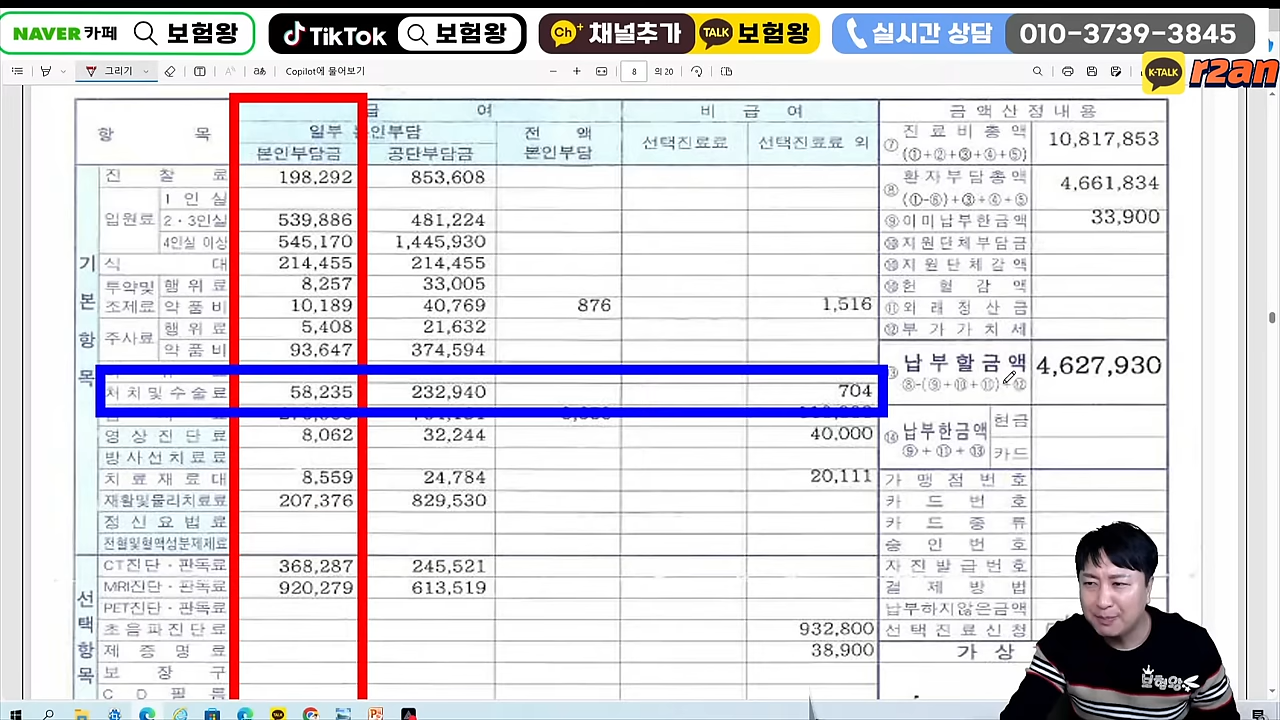 NAVER 카페 보험왕 TikTok 보험왕 Ch+ 채널추가 TALK 보험왕 실시간 상담 010-3739-3845
K-TALK r2an
그리기 가あ Copilot에 물어보기 8 의 20
항 목 급 여 비 급 여 금 액 산 정 내 용
일부 본인부담 전 액 본인부담 선택진료료 선택진료료 외
본인부담금 공단부담금
⑦ 진 료 비 총 액 (①+②+③+④+⑤) 10,817,853
기 본 항 목
진 찰 료 198,292 853,608
⑧ 환 자 부 담 총 액 (①-⑥)+③+④+⑤ 4,661,834
입원료 1 인 실
2·3인실 539,886 481,224
⑨ 이 미 납 부 한 금 액 33,900
4인실 이상 545,170 1,445,930
지 원 단 체 부 담 금
식 대 214,455 214,455
지 원 단 체 감 액
투약및 조제료 행 위 료 8,257 33,005
헌 혈 감 액
약 품 비 10,189 40,769 876 1,516
⑪ 외 래 청 산 금
주사료 행 위 료 5,408 21,632
⑫ 부 가 가 치 세
약 품 비 93,647 374,594
납 부 할 금 액 ⑧-(⑨+⑩+⑪)+⑫ 4,627,930
처 치 및 수 술 료 58,235 232,940 704
⑭ 납부한금액 ⑨+⑪+⑬ 현금
카드
영 상 진 단 료 8,062 32,244 40,000
방 사 선 치 료 료
치 료 재 료 대 8,559 24,784 20,111
가 맹 점 번 호
재활및물리치료료 207,376 829,530
카 드 번 호
정 신 요 법 료
카 드 종 류
전혈및혈액성분제제료
승 인 번 호
선 택 항 목
CT진단·판독료 368,287 245,521
자 진 발 급 번 호
MRI진단·판독료 920,279 613,519
결 제 방 법
PET진단·판독료
납부하지않은금액
초 음 파 진 단 료 932,800
선 택 진 료 신 청
제 증 명 료 38,900
가 상
보 장 구
C D 필 름
보험왕